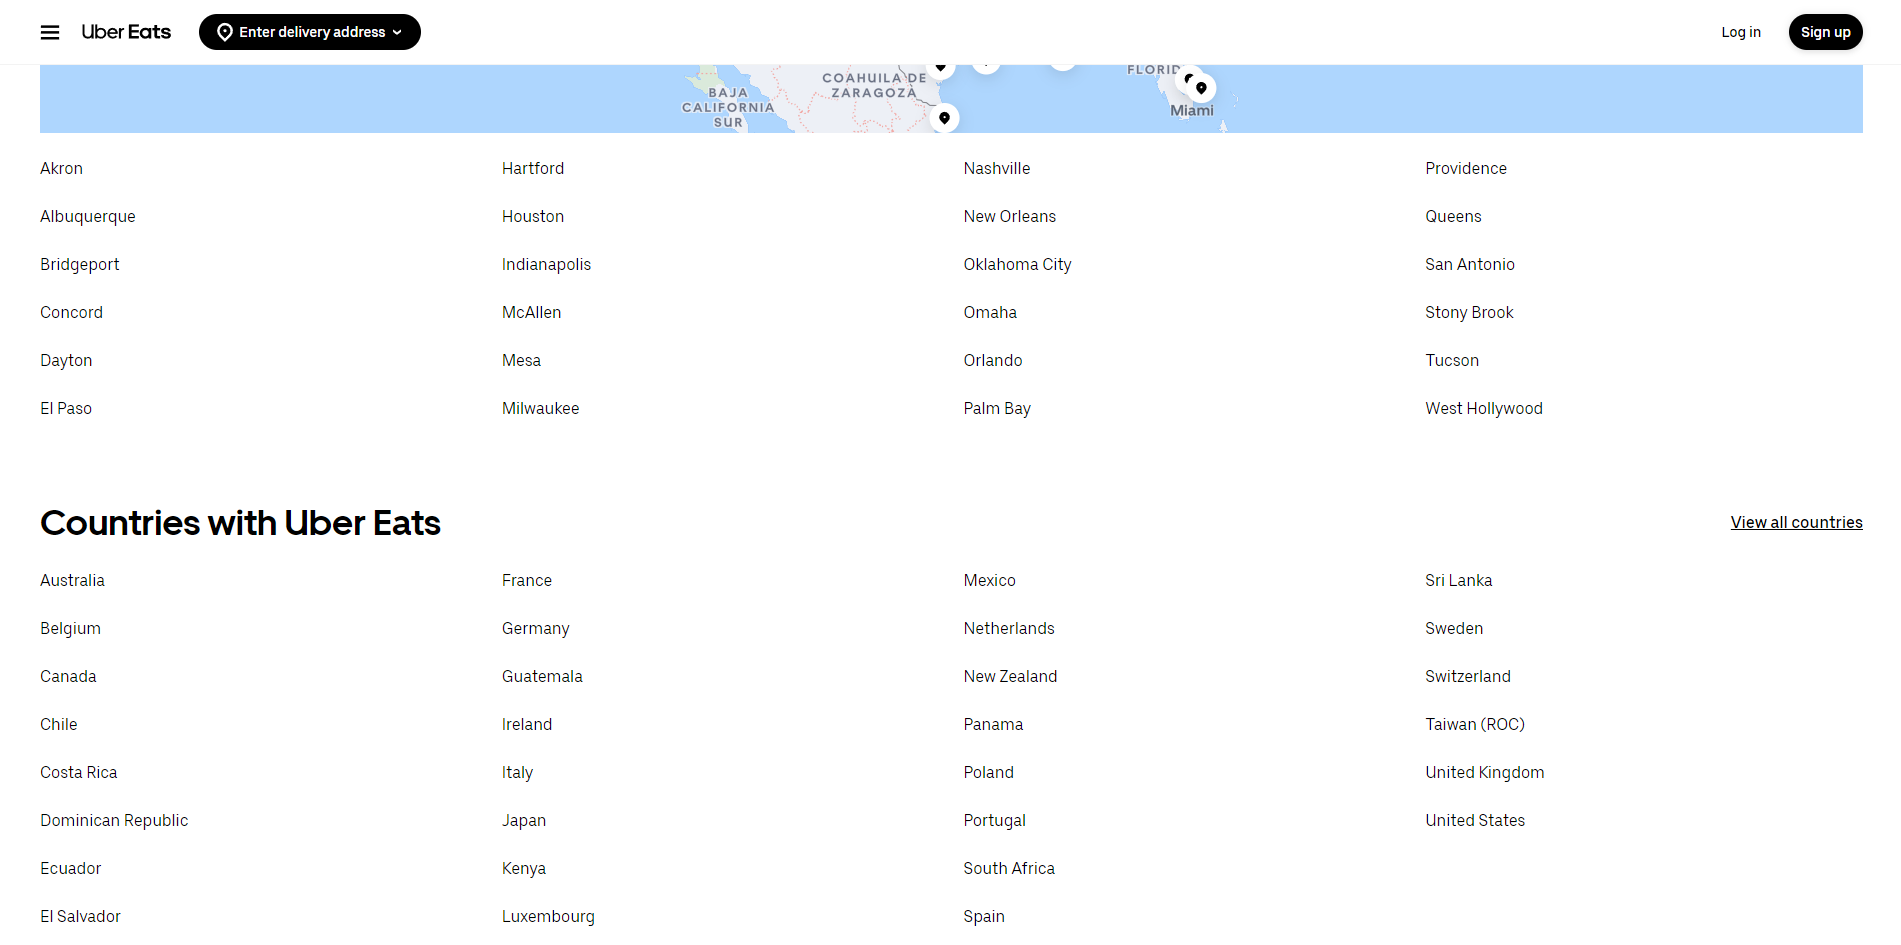 Uber Eats
Enter delivery address
Log in
Sign up
COAHUILA DE
ZARAGOZA
BAJA
CALIFORNIA
SUR
Miami
Akron
Hartford
Nashville
Providence
Albuquerque
Houston
New Orleans
Queens
Bridgeport
Indianapolis
Oklahoma City
San Antonio
Concord
McAllen
Omaha
Stony Brook
Dayton
Mesa
Orlando
Tucson
El Paso
Milwaukee
Palm Bay
West Hollywood
Countries with Uber Eats
View all countries
Australia
France
Mexico
Sri Lanka
Belgium
Germany
Netherlands
Sweden
Canada
Guatemala
New Zealand
Switzerland
Chile
Ireland
Panama
Taiwan (ROC)
Costa Rica
Italy
Poland
United Kingdom
Dominican Republic
Japan
Portugal
United States
Ecuador
Kenya
South Africa
El Salvador
Luxembourg
Spain